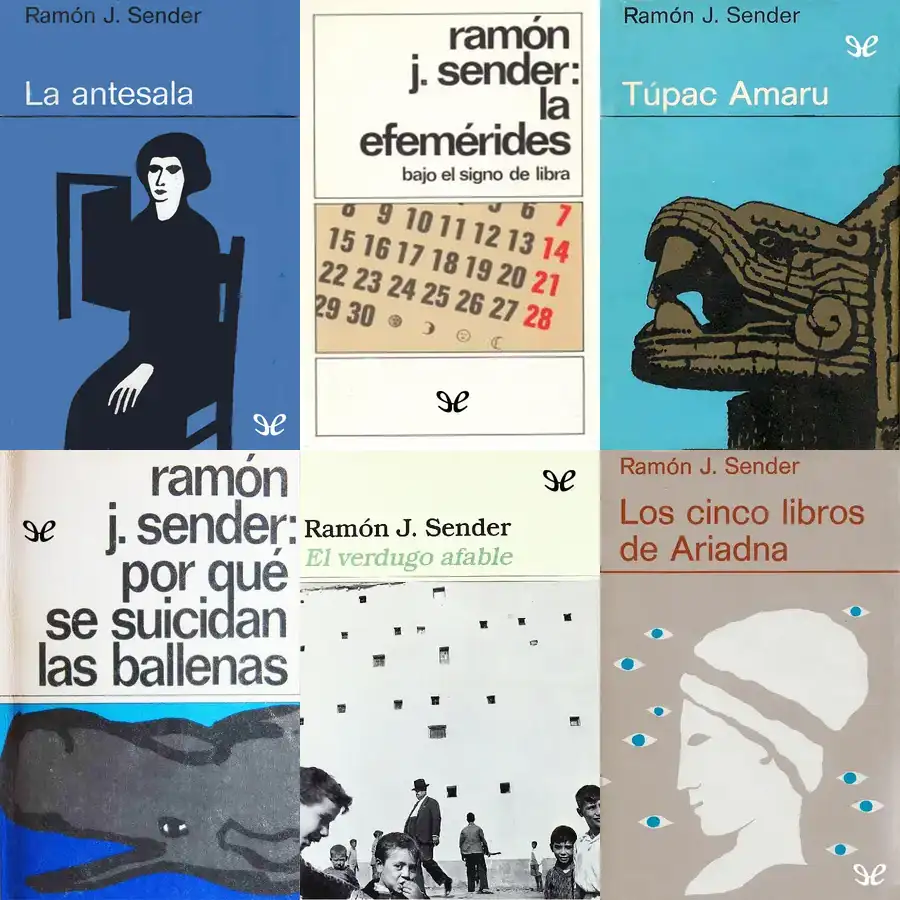 Ramón J. Sender
La antesala
ramón
j. sender:
la
efemérides
bajo el signo de libra
8 9 10 11 12 13 14
15 16 17 18 19 20 21
22 23 24 25 26 27 28
29 30
Ramón J. Sender
Túpac Amaru
ramón
j. sender:
por qué
se suicidan
las ballenas
Ramón J. Sender
El verdugo afable
Ramón J. Sender
Los cinco libros
de Ariadna